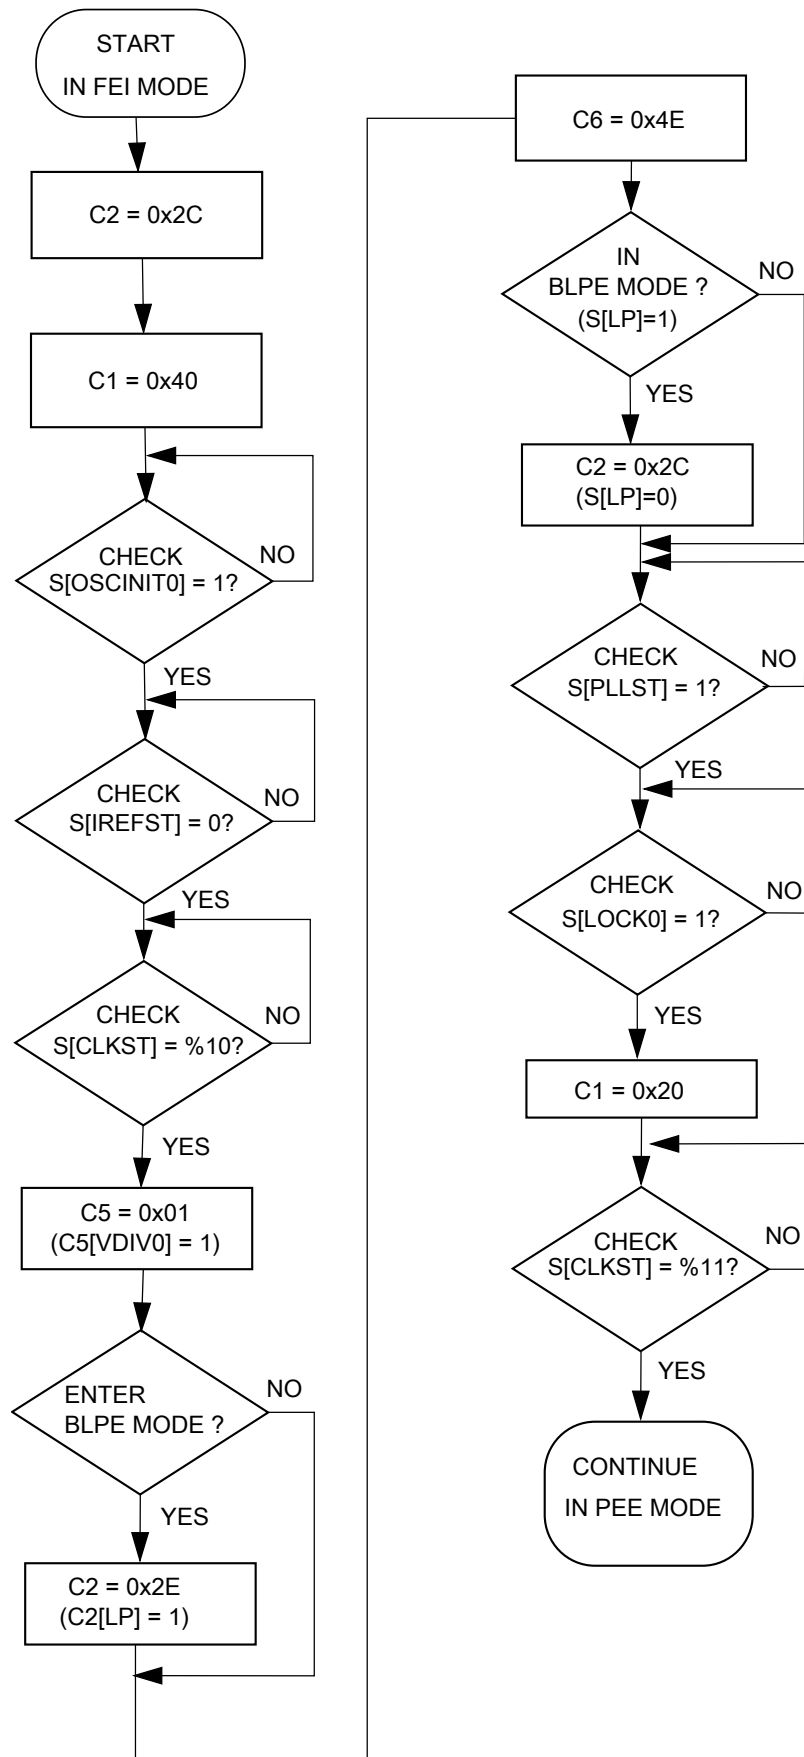 START
IN FEI MODE
C2 = 0x2C
C1 = 0x40
CHECK
S[OSCINIT0] = 1?
NO
YES
CHECK
S[IREFST] = 0?
NO
YES
CHECK
S[CLKST] = %10?
NO
YES
C5 = 0x01
(C5[VDIV0] = 1)
ENTER
BLPE MODE ?
NO
YES
C2 = 0x2E
(C2[LP] = 1)
C6 = 0x4E
IN
BLPE MODE ?
(S[LP]=1)
NO
YES
C2 = 0x2C
(S[LP]=0)
CHECK
S[PLLST] = 1?
NO
YES
CHECK
S[LOCK0] = 1?
NO
YES
C1 = 0x20
CHECK
S[CLKST] = %11?
NO
YES
CONTINUE
IN PEE MODE